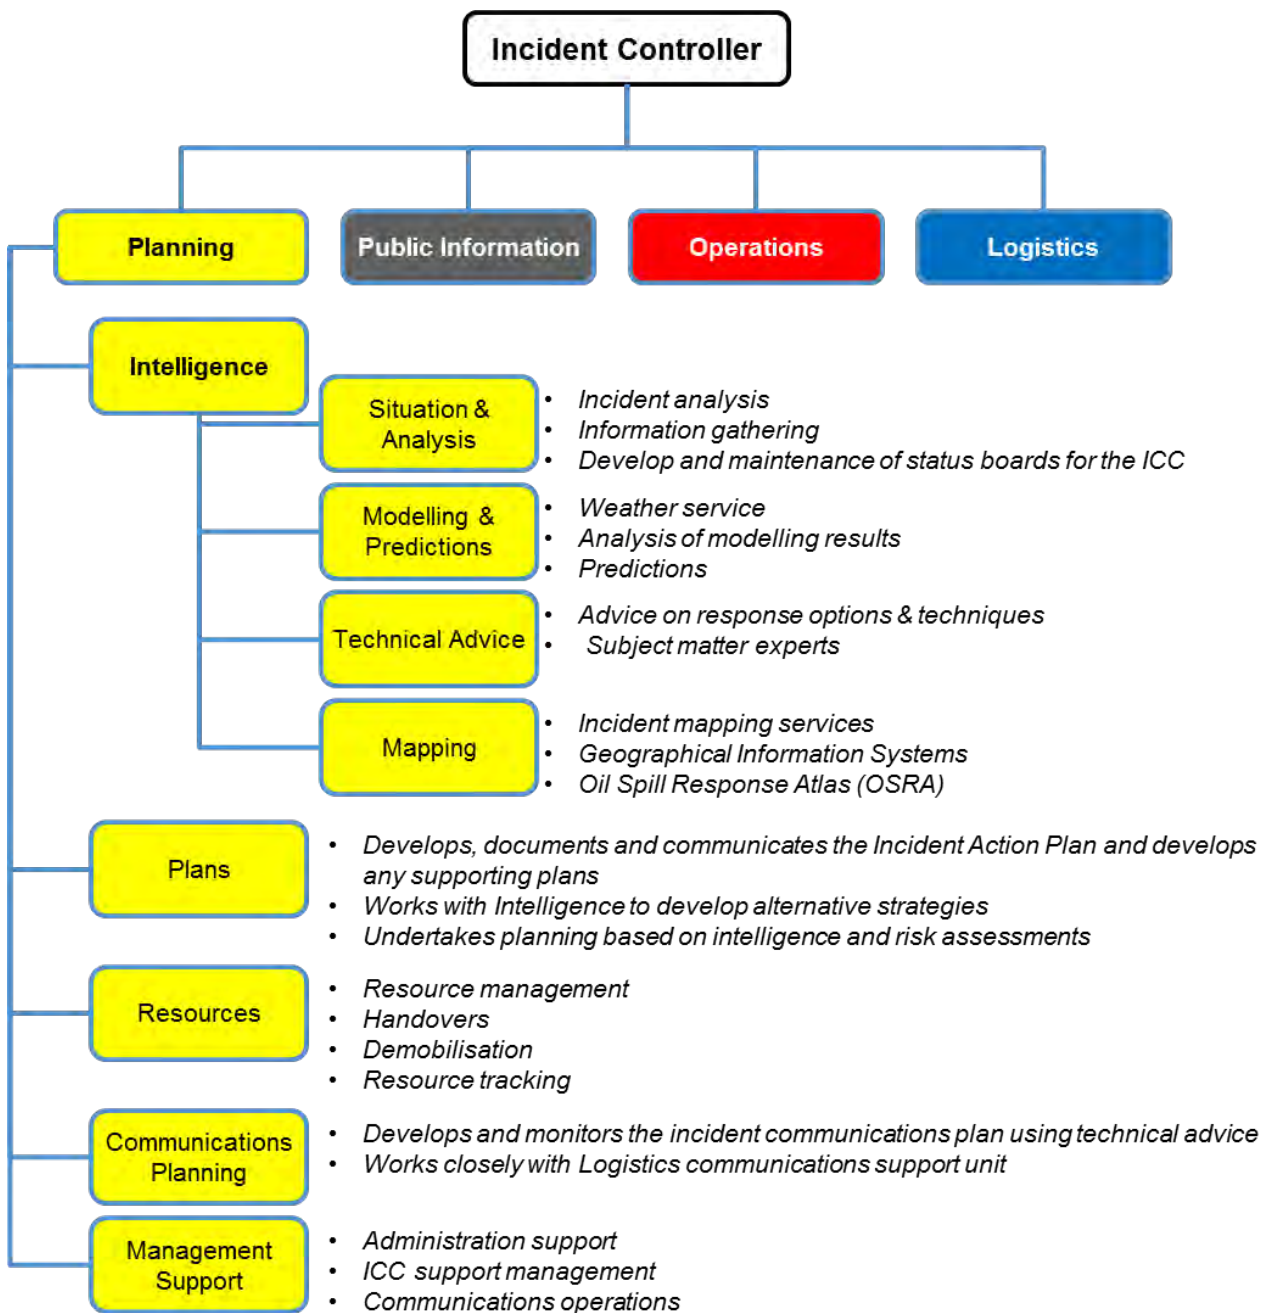 Incident Controller
Planning
Public Information
Operations
Logistics
Intelligence
Situation &
Analysis
• Incident analysis
• Information gathering
• Develop and maintenance of status boards for the ICC
Modelling &
Predictions
• Weather service
• Analysis of modelling results
• Predictions
Technical Advice
• Advice on response options & techniques
• Subject matter experts
Mapping
• Incident mapping services
• Geographical Information Systems
• Oil Spill Response Atlas (OSRA)
Plans
• Develops, documents and communicates the Incident Action Plan and develops
any supporting plans
• Works with Intelligence to develop alternative strategies
• Undertakes planning based on intelligence and risk assessments
Resources
• Resource management
• Handovers
• Demobilisation
• Resource tracking
Communications
Planning
• Develops and monitors the incident communications plan using technical advice
• Works closely with Logistics communications support unit
Management
Support
• Administration support
• ICC support management
• Communications operations